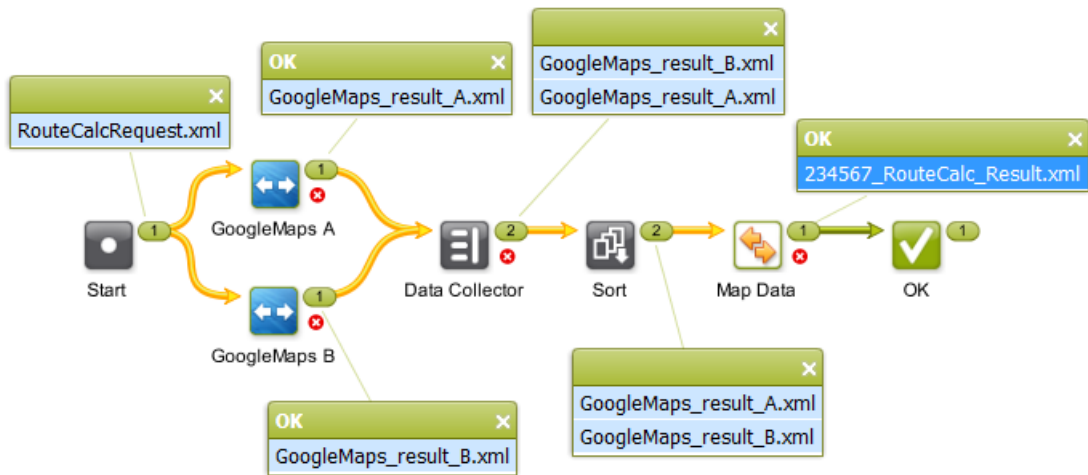 OK
GoogleMaps_result_A.xml
GoogleMaps_result_B.xml
GoogleMaps_result_A.xml
RouteCalcRequest.xml
OK
234567_RouteCalc_Result.xml
1
GoogleMaps A
1
Start
2
Data Collector
2
Sort
1
Map Data
1
OK
1
GoogleMaps B
OK
GoogleMaps_result_B.xml
GoogleMaps_result_A.xml
GoogleMaps_result_B.xml